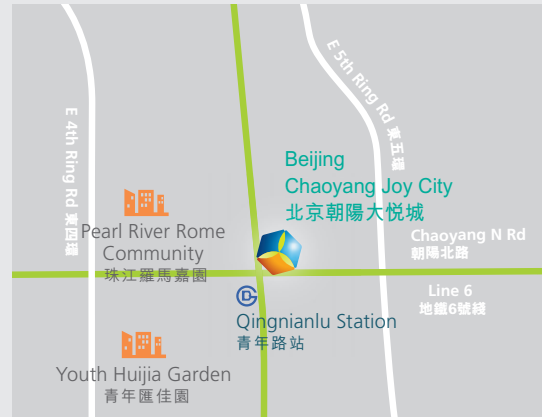 E 5th Ring Rd 東五環
E 4th Ring Rd 東四環
Beijing
Chaoyang Joy City
北京朝陽大悦城
Pearl River Rome
Community
珠江羅馬嘉園
Chaoyang N Rd
朝陽北路
Line 6
地鐵6號綫
Qingnianlu Station
青年路站
Youth Huijia Garden
青年匯佳園